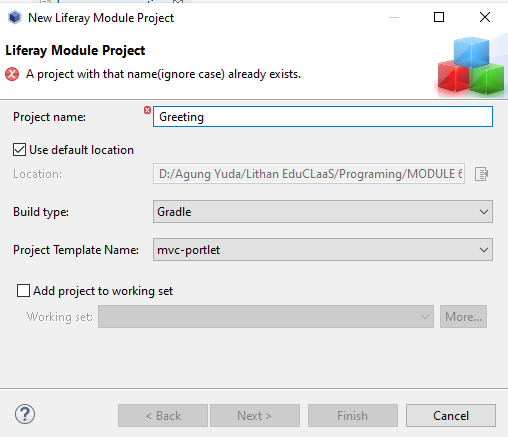 New Liferay Module Project
Liferay Module Project
A project with that name(ignore case) already exists.
Project name: Greeting
Use default location
Location: D:/Agung Yuda/Lithan EduCLaaS/Programing/MODULE 6
Build type: Gradle
Project Template Name: mvc-portlet
Add project to working set
Working set: More...
? < Back Next > Finish Cancel